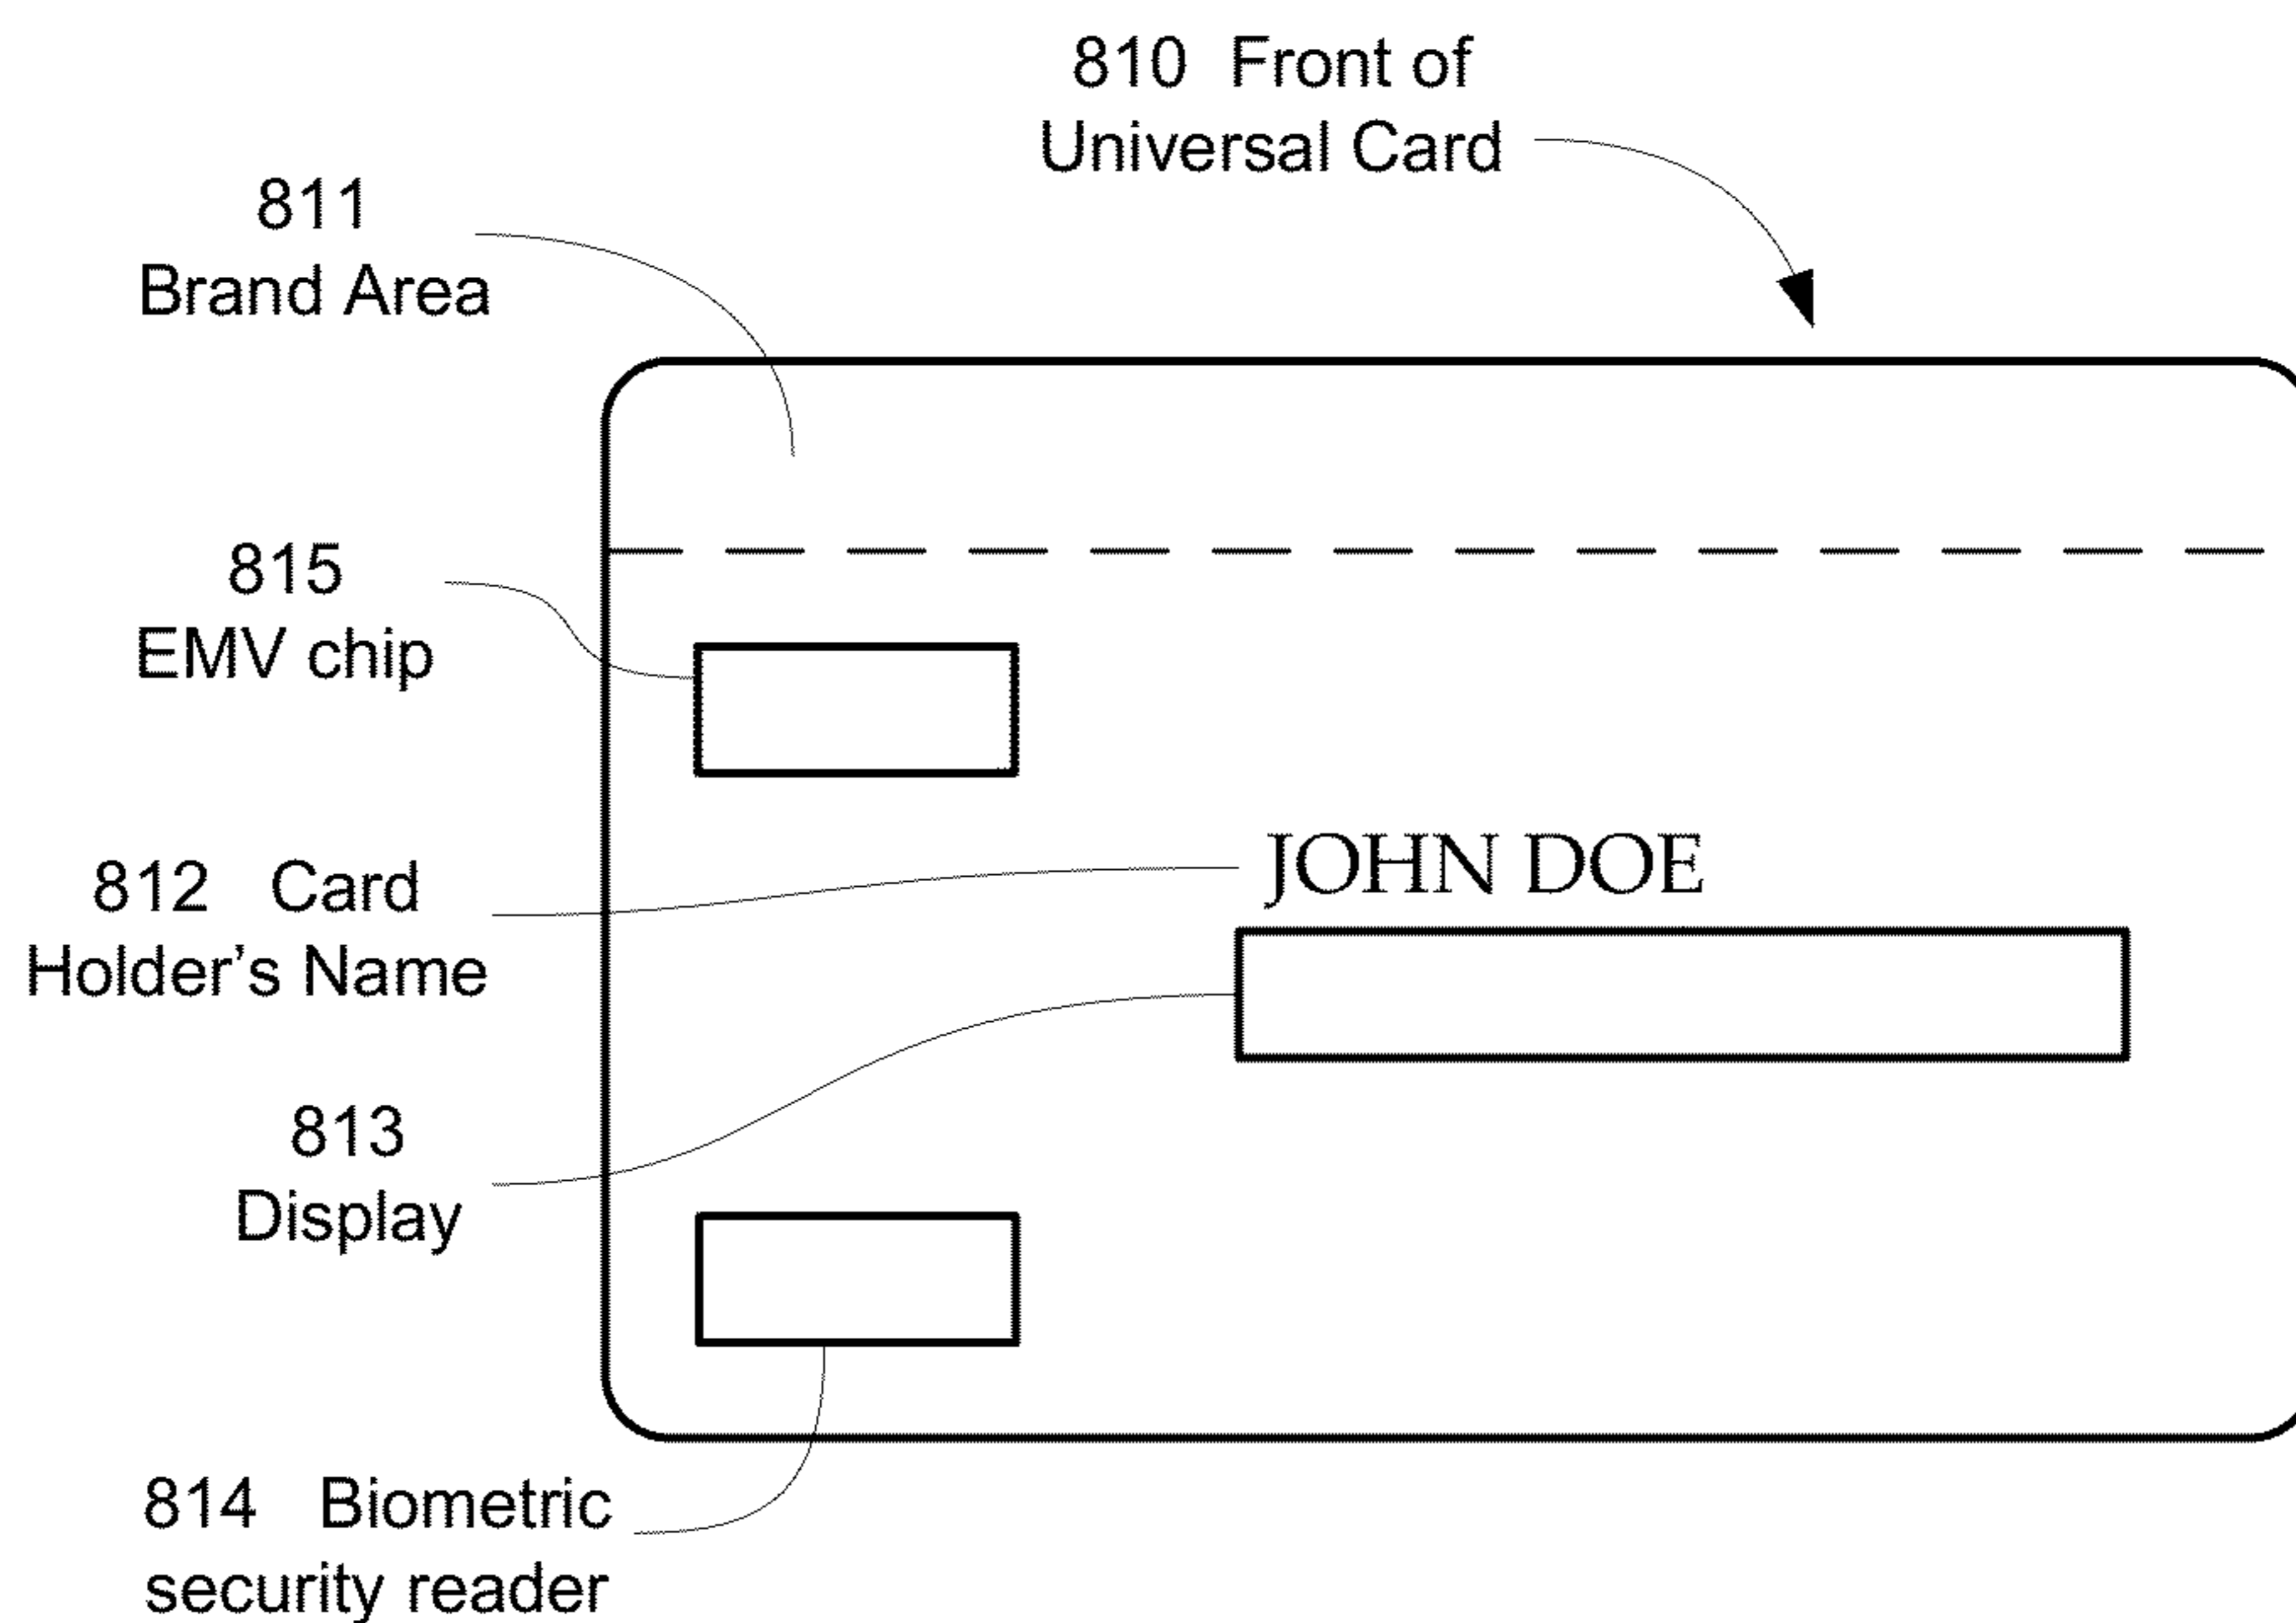 810 Front of
Universal Card
811
Brand Area
815
EMV chip
812 Card
Holder's Name
JOHN DOE
813
Display
814 Biometric
security reader